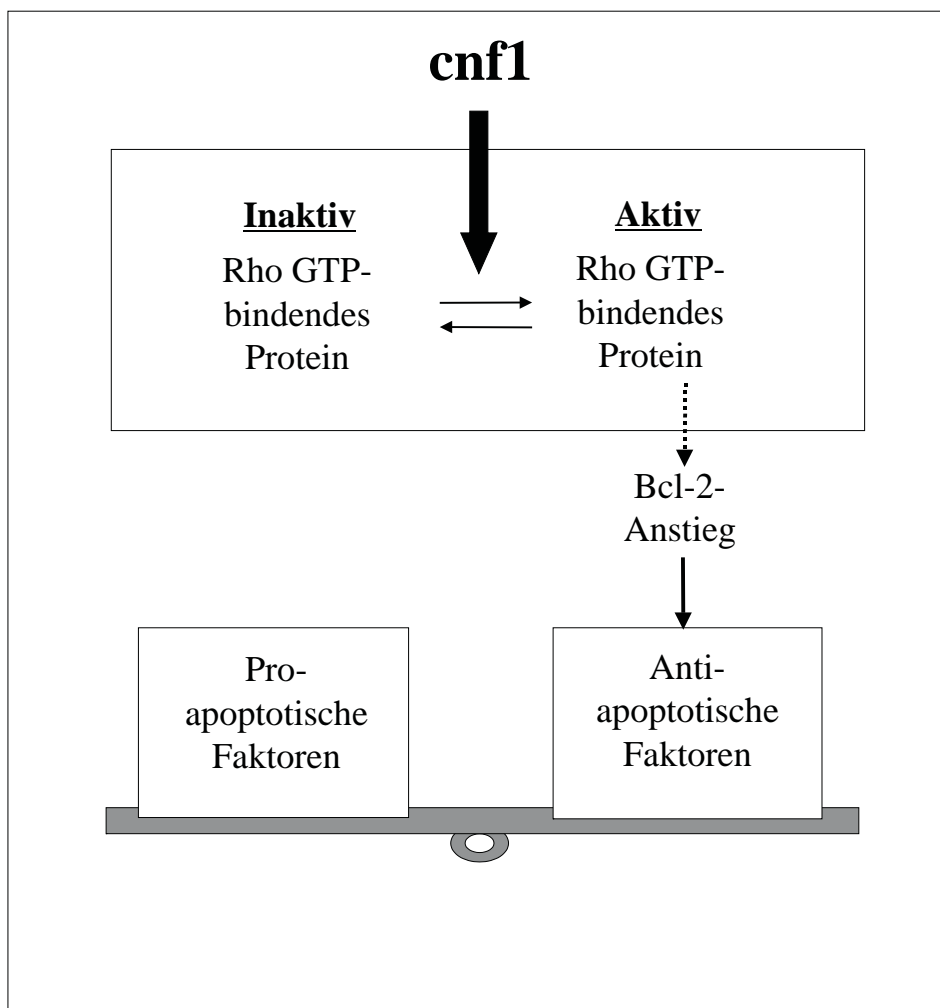 cnf1
Inaktiv
Rho GTP-
bindendes
Protein
Aktiv
Rho GTP-
bindendes
Protein
Bcl-2-
Anstieg
Pro-
apoptotische
Faktoren
Anti-
apoptotische
Faktoren